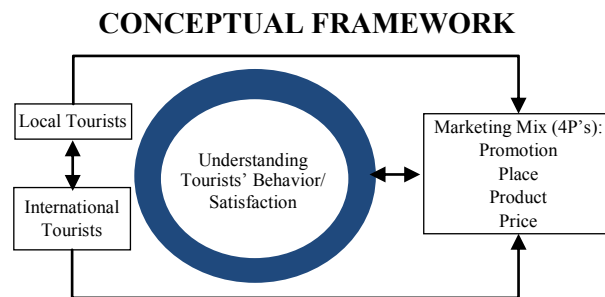 CONCEPTUAL FRAMEWORK
Local Tourists
International
Tourists
Understanding
Tourists’ Behavior/
Satisfaction
Marketing Mix (4P’s):
Promotion
Place
Product
Price